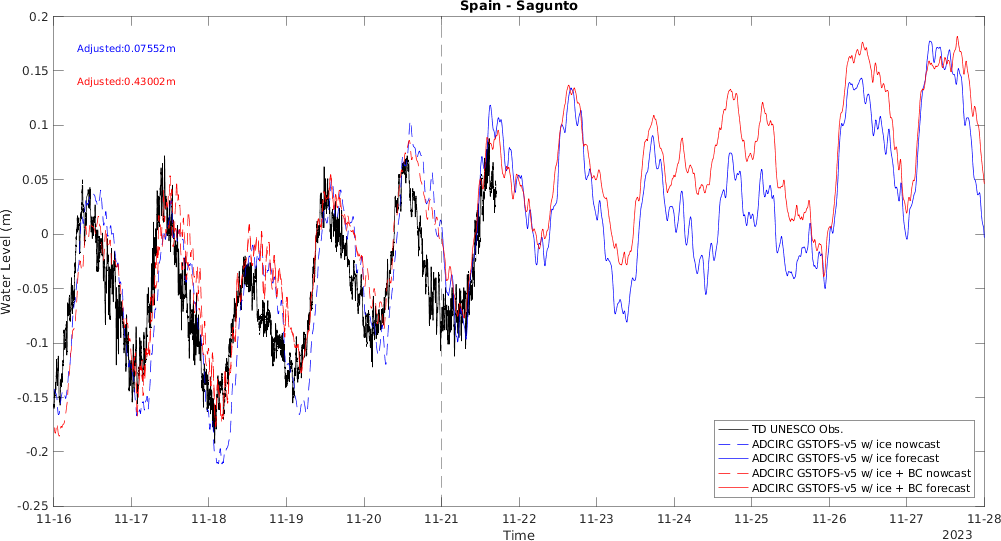 Spain - Sagunto
0.2
0.15
0.1
0.05
0
-0.05
-0.1
-0.15
-0.2
-0.25
Water Level (m)
Adjusted:0.07552m
Adjusted:0.43002m
TD UNESCO Obs.
ADCIRC GSTOFS-v5 w/ ice nowcast
ADCIRC GSTOFS-v5 w/ ice forecast
ADCIRC GSTOFS-v5 w/ ice + BC nowcast
ADCIRC GSTOFS-v5 w/ ice + BC forecast
11-16 11-17 11-18 11-19 11-20 11-21 11-22 11-23 11-24 11-25 11-26 11-27 11-28
Time
2023